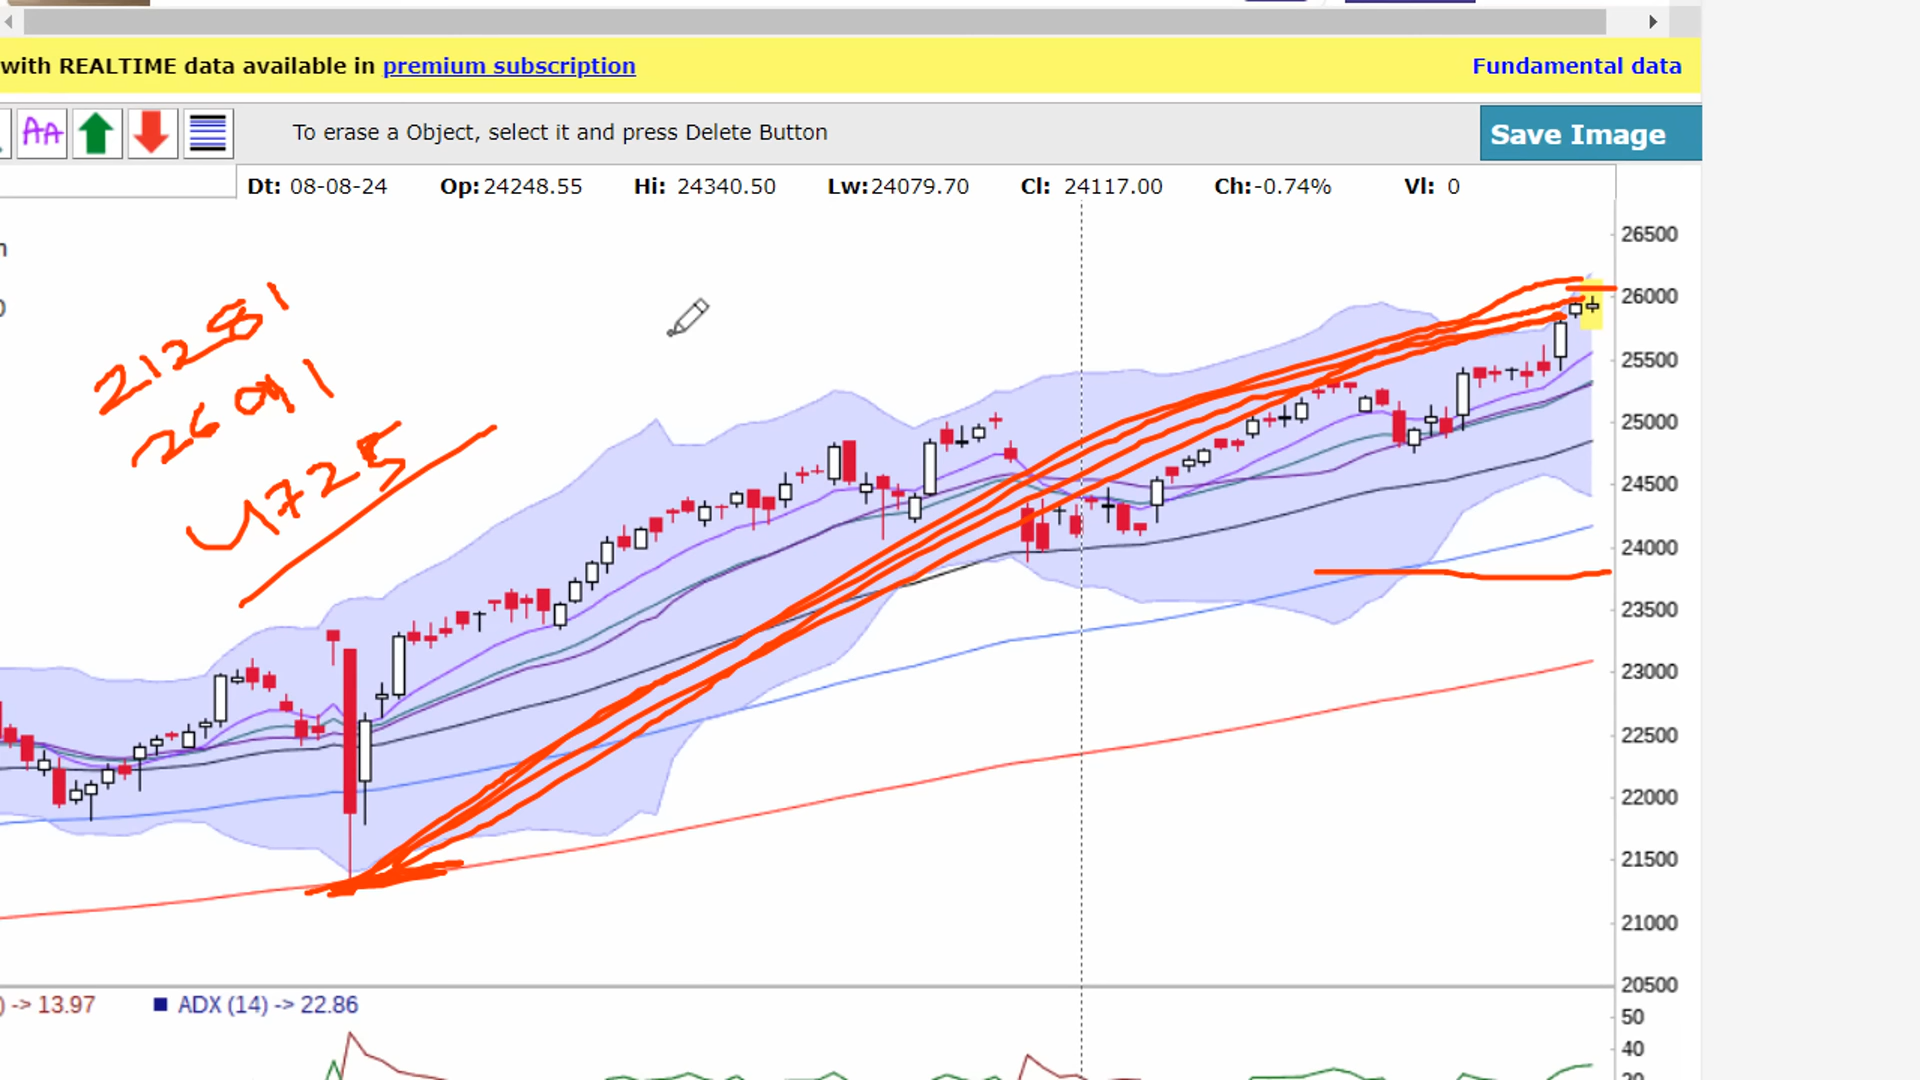 with REALTIME data available in premium subscription
Fundamental data
AA
To erase a Object, select it and press Delete Button
Save Image
Dt: 08-08-24 Op:24248.55 Hi: 24340.50 Lw:24079.70 Cl: 24117.00 Ch:-0.74% Vl: 0
21281
26011
4725
26500
26000
25500
25000
24500
24000
23500
23000
22500
22000
21500
21000
20500
) -> 13.97 ADX (14) -> 22.86
50
40